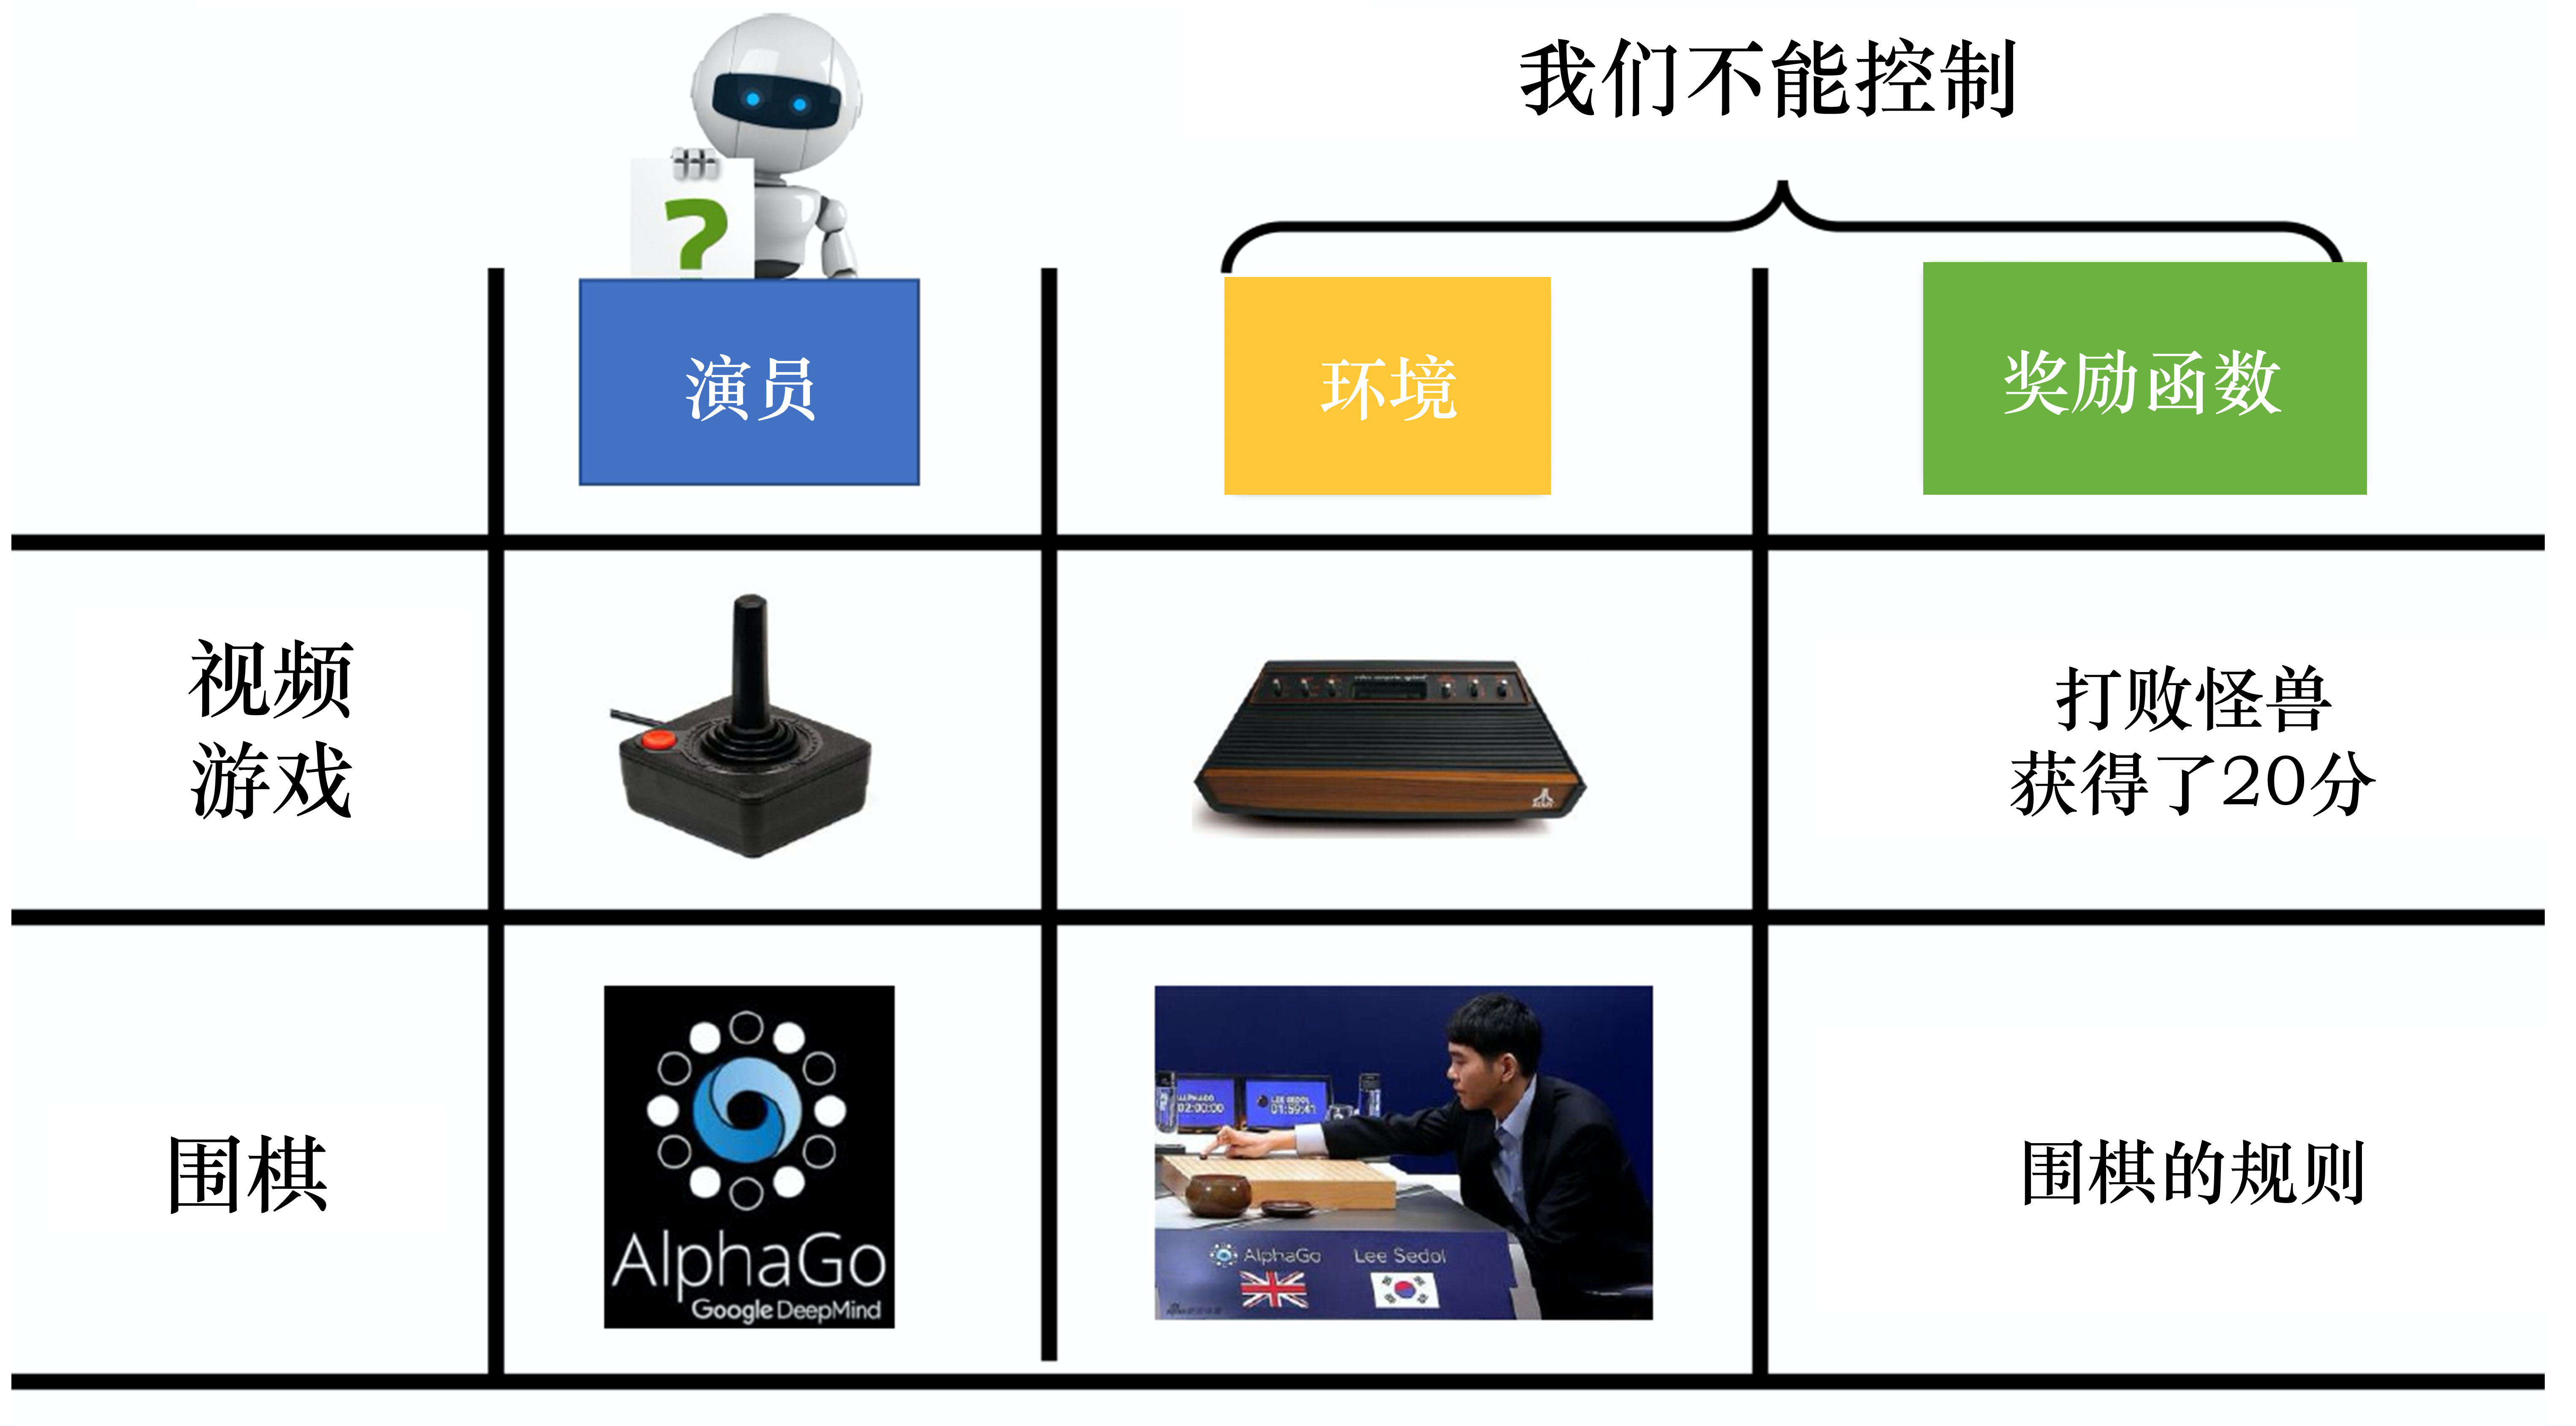 我们不能控制
?
演员
环境
奖励函数
视频
游戏
打败怪兽
获得了20分
围棋
AlphaGo
Google DeepMind
ALPHAGO
02:00:00
LEE SEDOL
01:59:41
AlphaGo
Lee Sedol
围棋的规则